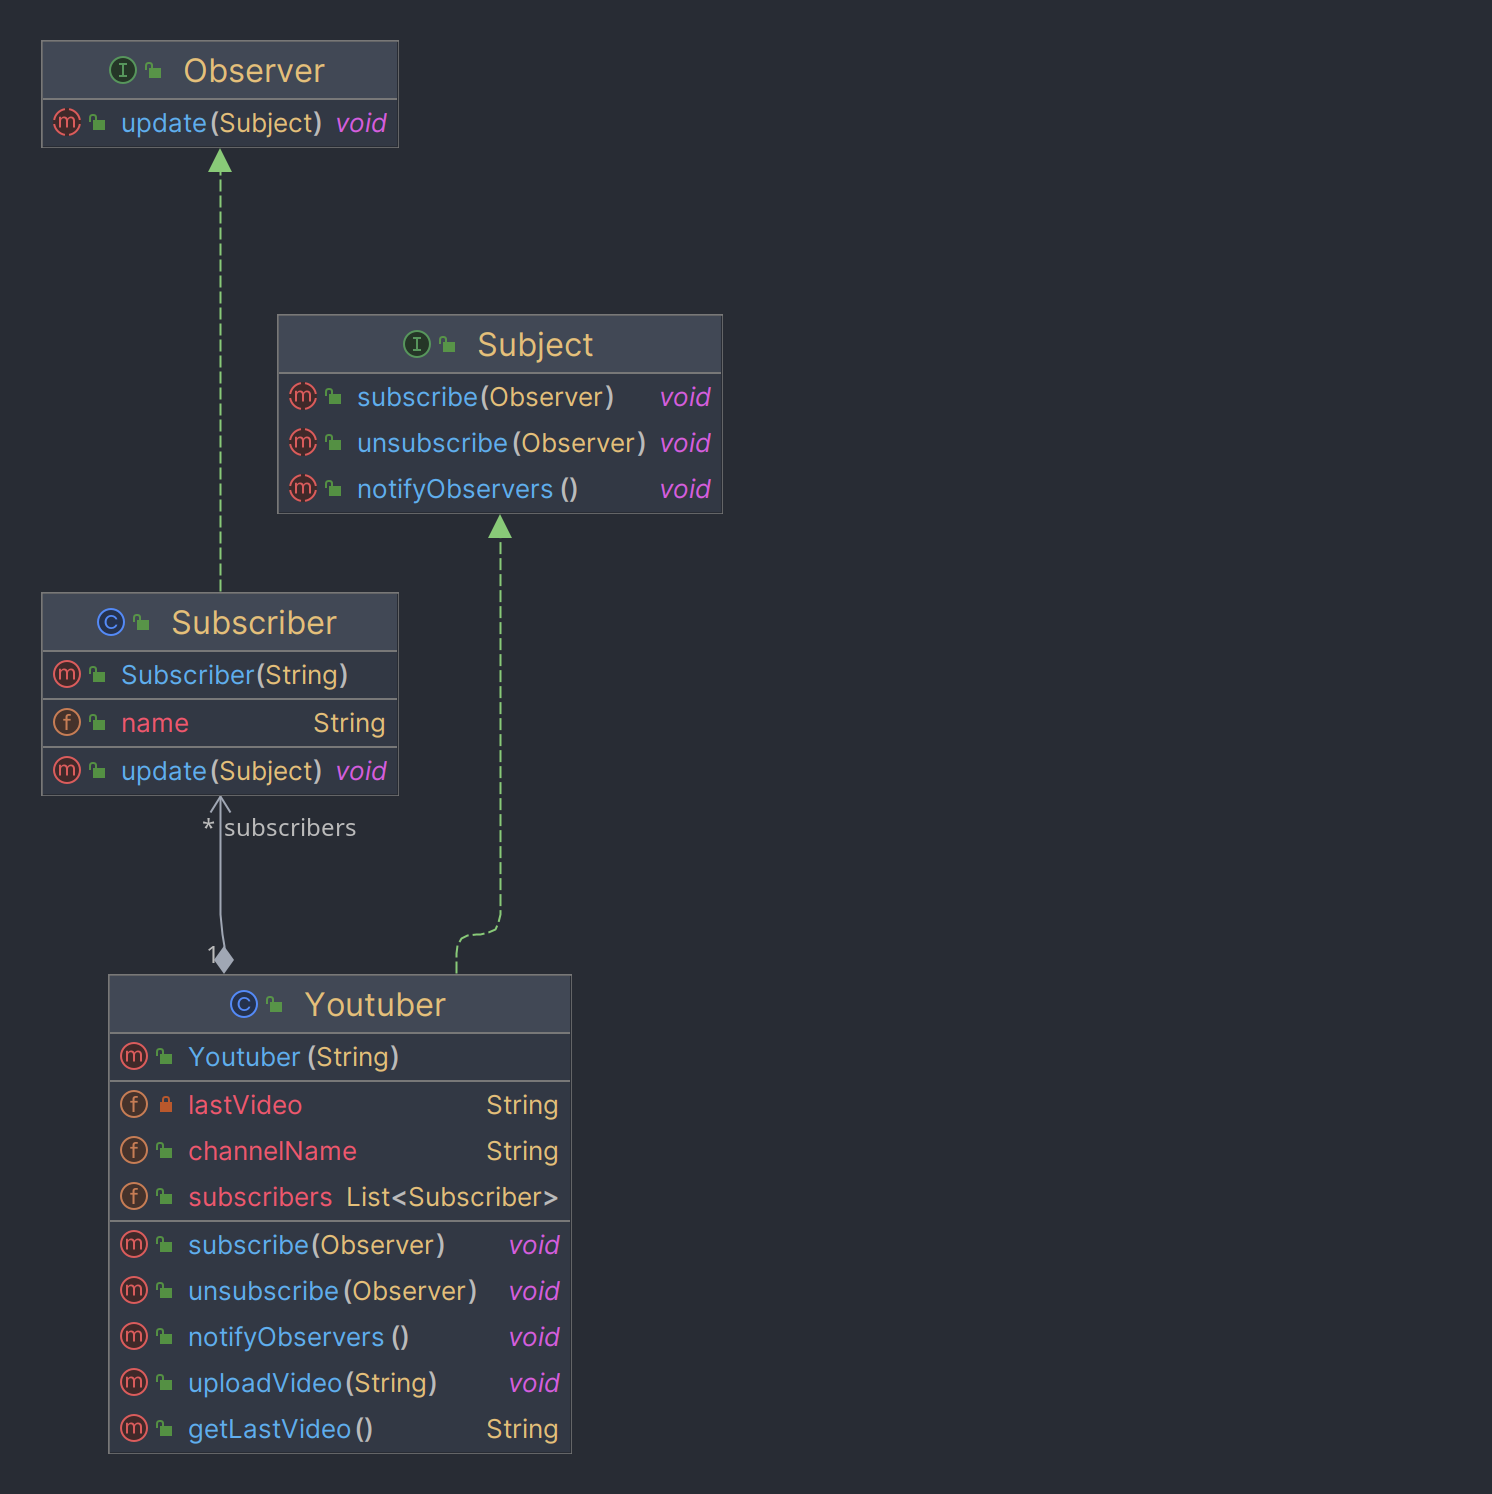 Observer
update(Subject) void
Subject
subscribe(Observer) void
unsubscribe(Observer) void
notifyObservers() void
Subscriber
Subscriber(String)
name String
update(Subject) void
* subscribers
1
Youtuber
Youtuber(String)
lastVideo String
channelName String
subscribers List<Subscriber>
subscribe(Observer) void
unsubscribe(Observer) void
notifyObservers() void
uploadVideo(String) void
getLastVideo() String